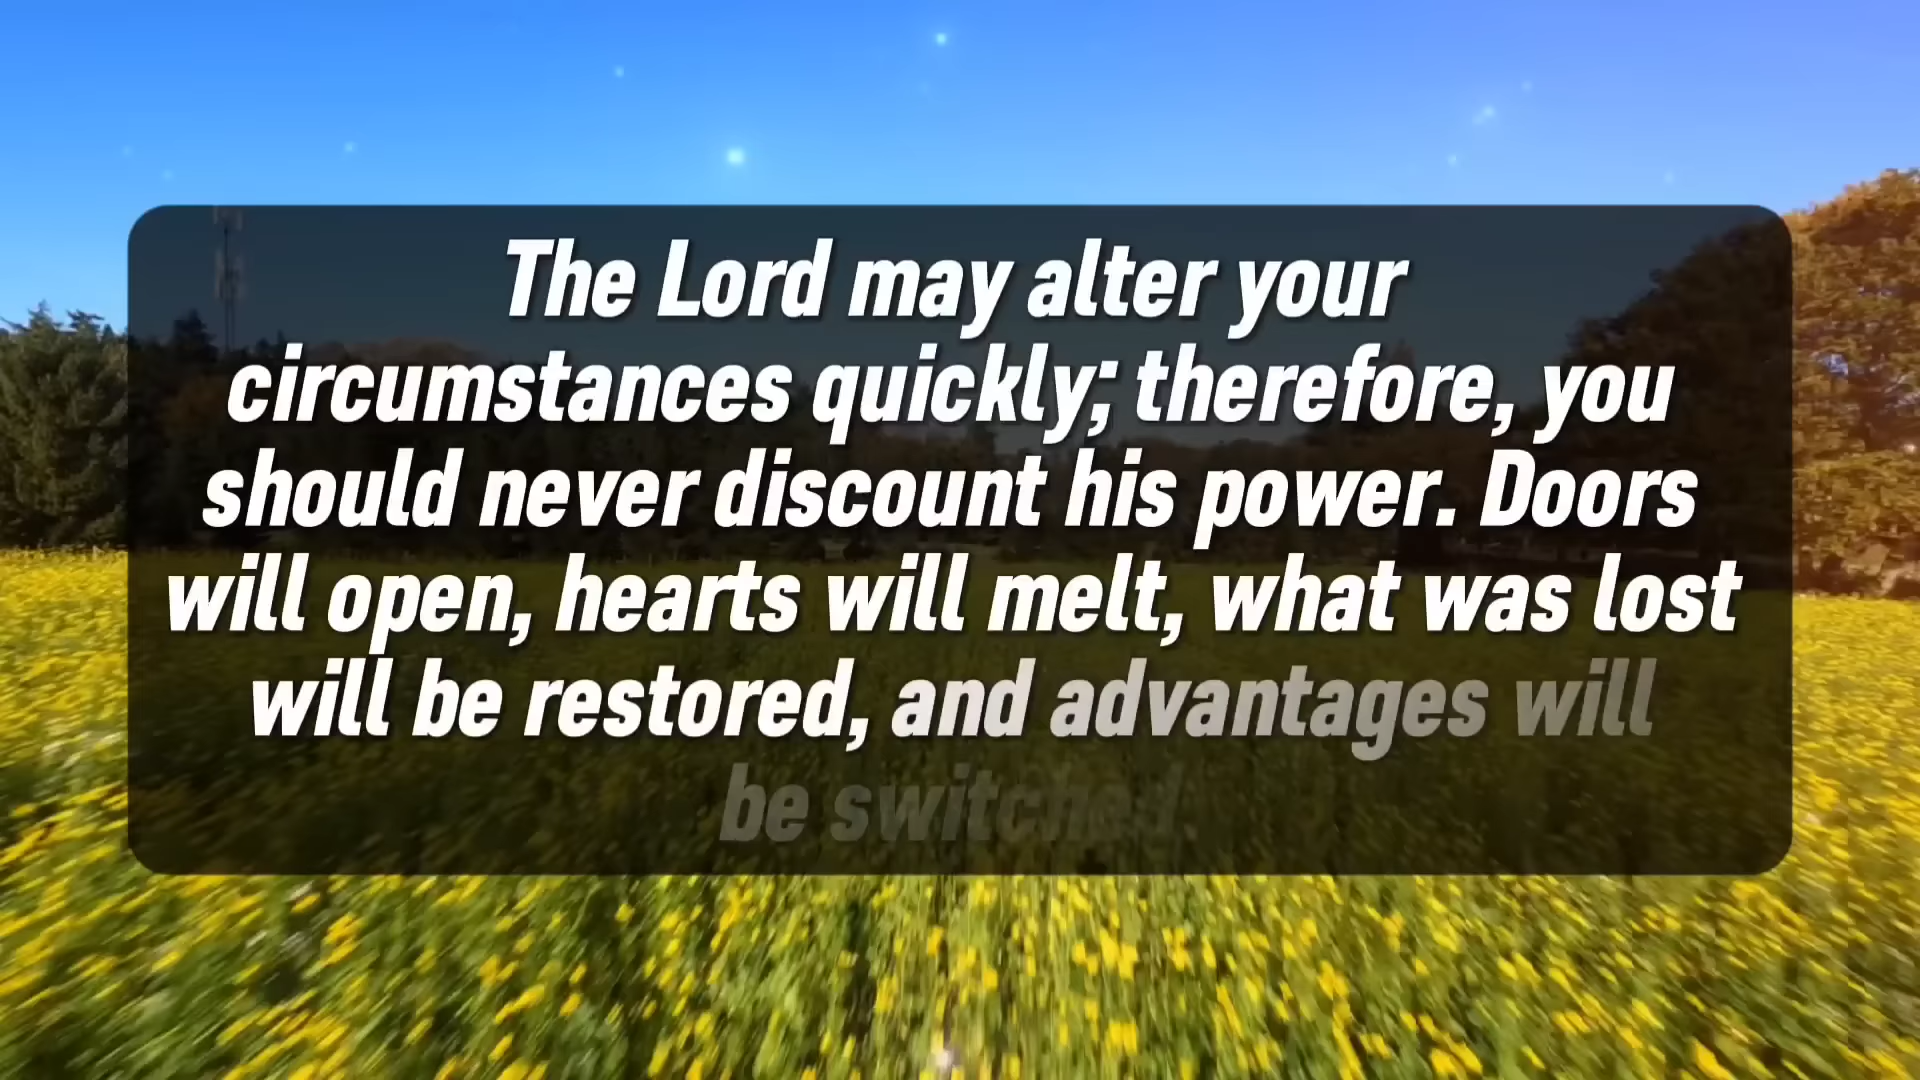 The Lord may alter your
circumstances quickly; therefore, you
should never discount his power. Doors
will open, hearts will melt, what was lost
will be restored, and advantages will
be switched.